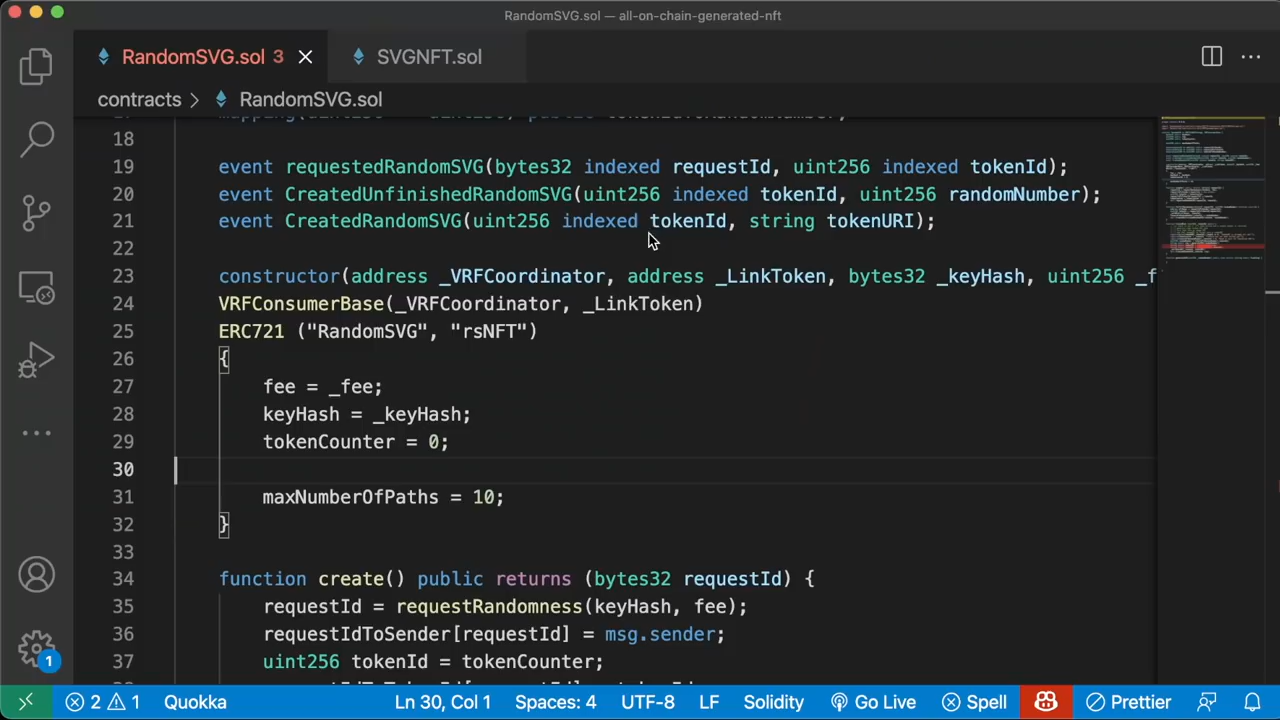 RandomSVG.sol — all-on-chain-generated-nft
RandomSVG.sol 3
SVGNFT.sol
contracts > RandomSVG.sol
18
19 event requestedRandomSVG(bytes32 indexed requestId, uint256 indexed tokenId);
20 event CreatedUnfinishedRandomSVG(uint256 indexed tokenId, uint256 randomNumber);
21 event CreatedRandomSVG(uint256 indexed tokenId, string tokenURI);
22
23 constructor(address _VRFCoordinator, address _LinkToken, bytes32 _keyHash, uint256 _f
24 VRFConsumerBase(_VRFCoordinator, _LinkToken)
25 ERC721 ("RandomSVG", "rsNFT")
26 {
27 fee = _fee;
28 keyHash = _keyHash;
29 tokenCounter = 0;
30
31 maxNumberOfPaths = 10;
32 }
33
34 function create() public returns (bytes32 requestId) {
35 requestId = requestRandomness(keyHash, fee);
36 requestIdToSender[requestId] = msg.sender;
37 uint256 tokenId = tokenCounter;
1
2 1 Quokka Ln 30, Col 1 Spaces: 4 UTF-8 LF Solidity Go Live Spell Prettier